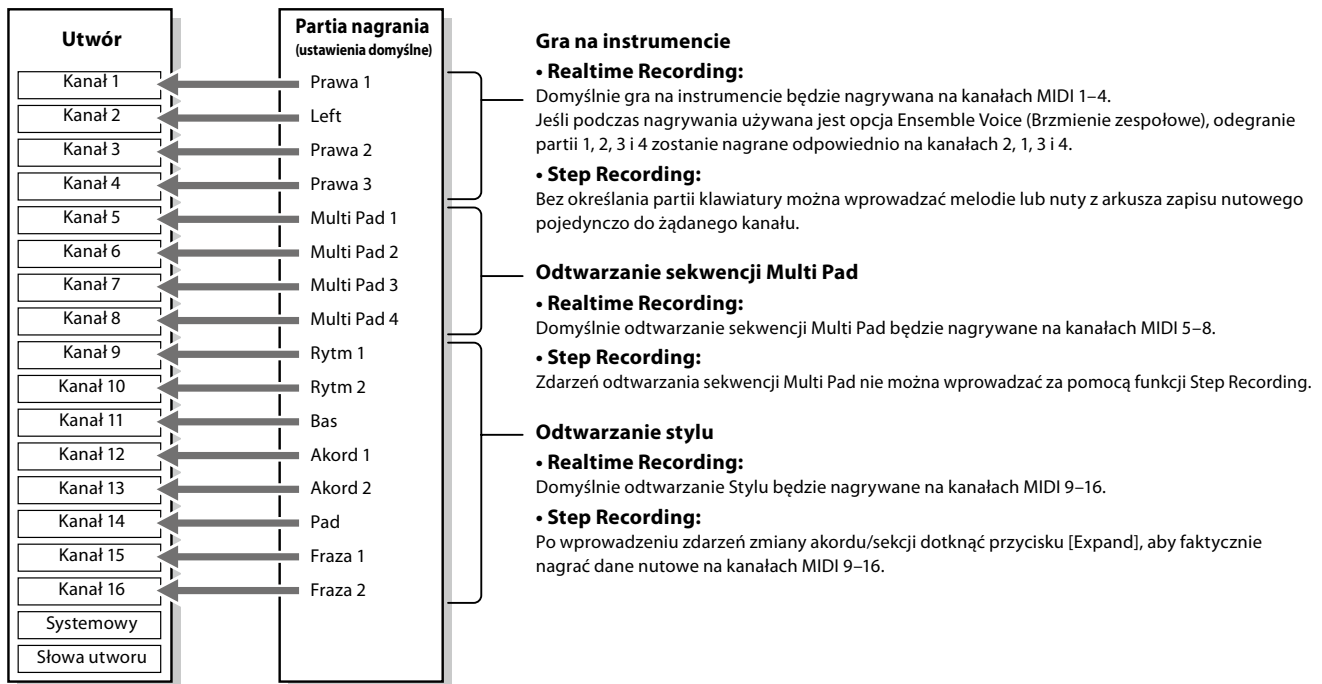 Utwór
Kanał 1
Kanał 2
Kanał 3
Kanał 4
Kanał 5
Kanał 6
Kanał 7
Kanał 8
Kanał 9
Kanał 10
Kanał 11
Kanał 12
Kanał 13
Kanał 14
Kanał 15
Kanał 16
Systemowy
Słowa utworu
Partia nagrania
(ustawienia domyślne)
Prawa 1
Left
Prawa 2
Prawa 3
Multi Pad 1
Multi Pad 2
Multi Pad 3
Multi Pad 4
Rytm 1
Rytm 2
Bas
Akord 1
Akord 2
Pad
Fraza 1
Fraza 2
Gra na instrumencie
• Realtime Recording:
Domyślnie gra na instrumencie będzie nagrywana na kanałach MIDI 1–4.
Jeśli podczas nagrywania używana jest opcja Ensemble Voice (Brzmienie zespołowe), odegranie
partii 1, 2, 3 i 4 zostanie nagrane odpowiednio na kanałach 2, 1, 3 i 4.
• Step Recording:
Bez określania partii klawiatury można wprowadzać melodie lub nuty z arkusza zapisu nutowego
pojedynczo do żądanego kanału.
Odtwarzanie sekwencji Multi Pad
• Realtime Recording:
Domyślnie odtwarzanie sekwencji Multi Pad będzie nagrywane na kanałach MIDI 5–8.
• Step Recording:
Zdarzeń odtwarzania sekwencji Multi Pad nie można wprowadzać za pomocą funkcji Step Recording.
Odtwarzanie stylu
• Realtime Recording:
Domyślnie odtwarzanie Stylu będzie nagrywane na kanałach MIDI 9–16.
• Step Recording:
Po wprowadzeniu zdarzeń zmiany akordu/sekcji dotknąć przycisku [Expand], aby faktycznie
nagrać dane nutowe na kanałach MIDI 9–16.